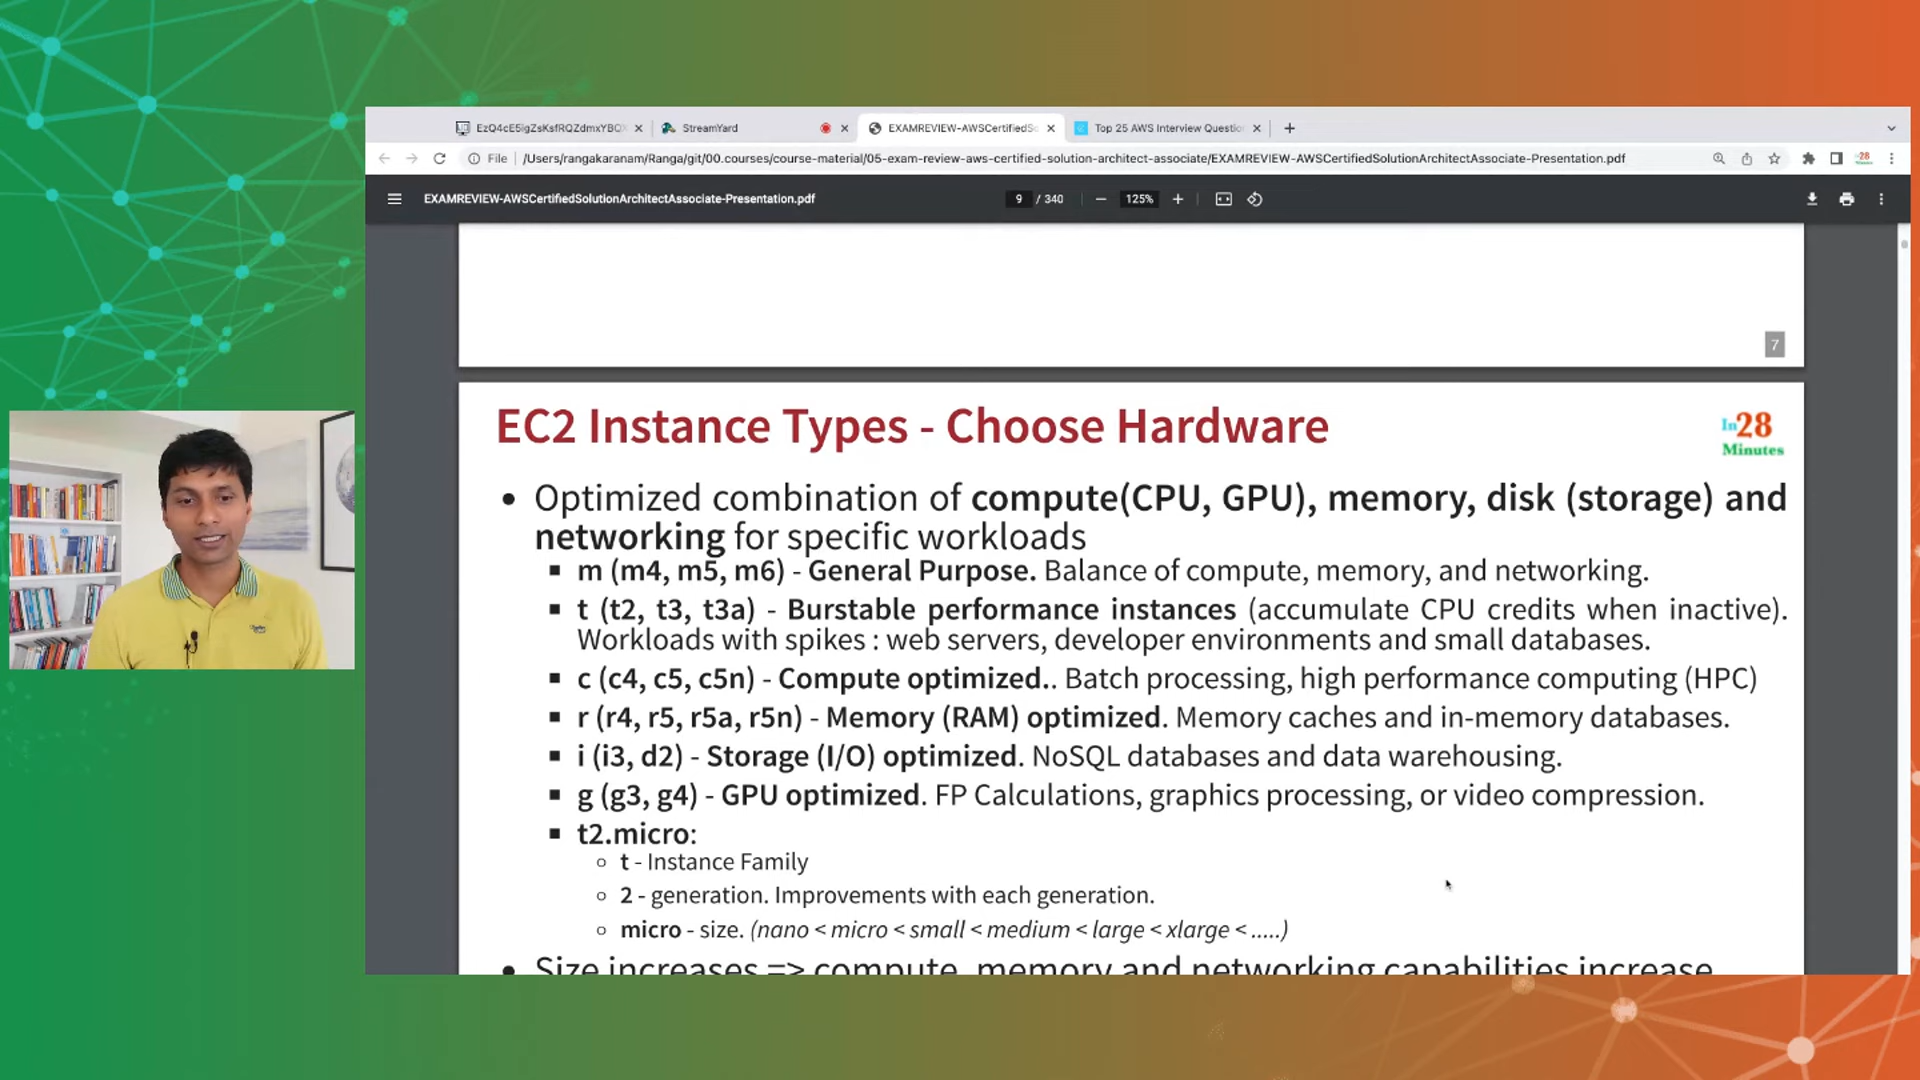 EzQ4cE5igZsKsfRQZdmxYBQX
StreamYard
EXAMREVIEW-AWSCertifiedSo
Top 25 AWS Interview Question
File
/Users/rangakaranam/Ranga/git/00.courses/course-material/05-exam-review-aws-certified-solution-architect-associate/EXAMREVIEW-AWSCertifiedSolutionArchitectAssociate-Presentation.pdf
EXAMREVIEW-AWSCertifiedSolutionArchitectAssociate-Presentation.pdf
9 / 340
125%
7
EC2 Instance Types - Choose Hardware
In28
Minutes
• Optimized combination of compute(CPU, GPU), memory, disk (storage) and
networking for specific workloads
▪ m (m4, m5, m6) - General Purpose. Balance of compute, memory, and networking.
▪ t (t2, t3, t3a) - Burstable performance instances (accumulate CPU credits when inactive).
Workloads with spikes : web servers, developer environments and small databases.
▪ c (c4, c5, c5n) - Compute optimized.. Batch processing, high performance computing (HPC)
▪ r (r4, r5, r5a, r5n) - Memory (RAM) optimized. Memory caches and in-memory databases.
▪ i (i3, d2) - Storage (I/O) optimized. NoSQL databases and data warehousing.
▪ g (g3, g4) - GPU optimized. FP Calculations, graphics processing, or video compression.
▪ t2.micro:
○ t - Instance Family
○ 2 - generation. Improvements with each generation.
○ micro - size. (nano < micro < small < medium < large < xlarge < .....)
• Size increases => compute, memory and networking capabilities increase